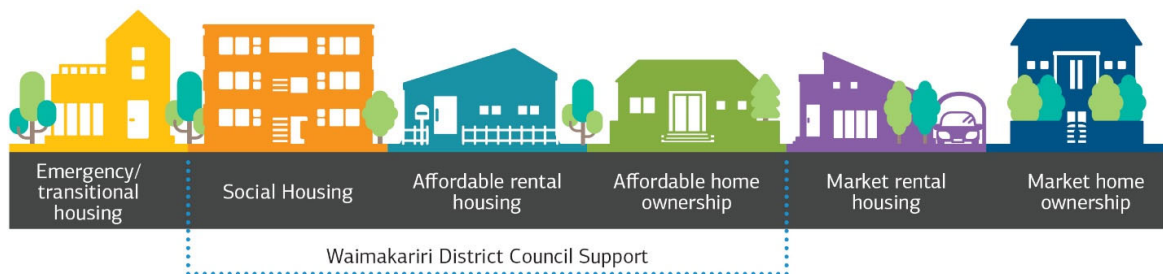 Emergency/
transitional
housing
Social Housing
Affordable rental
housing
Affordable home
ownership
Market rental
housing
Market home
ownership
Waimakariri District Council Support